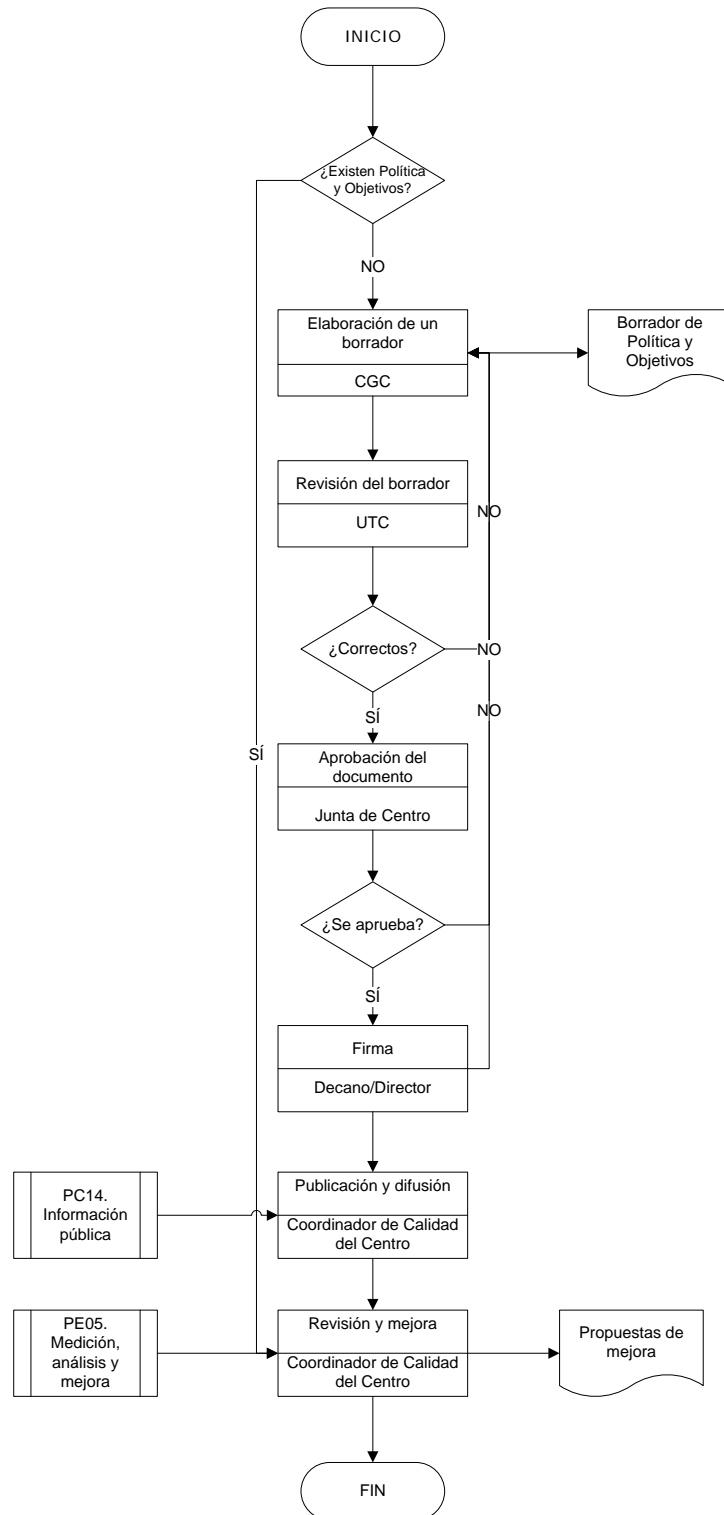 INICIO
¿Existen Política
y Objetivos?
NO
Elaboración de un
borrador
CGC
Borrador de
Política y
Objetivos
Revisión del borrador
UTC
NO
¿Correctos?
NO
SÍ
NO
SÍ
Aprobación del
documento
Junta de Centro
¿Se aprueba?
SÍ
Firma
Decano/Director
PC14.
Información
pública
Publicación y difusión
Coordinador de Calidad
del Centro
PE05.
Medición,
análisis y
mejora
Revisión y mejora
Coordinador de Calidad
del Centro
Propuestas de
mejora
FIN